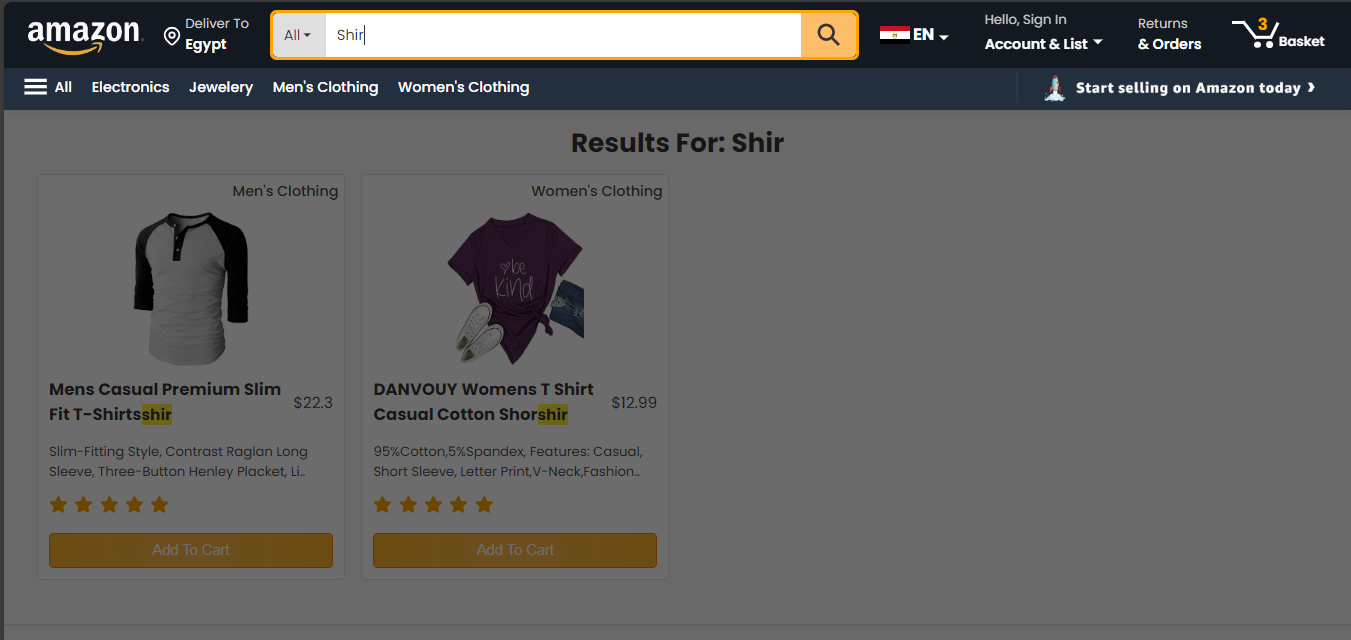 amazon
Deliver To
Egypt
All
Shir
EN
Hello, Sign In
Account & List
Returns
& Orders
3
Basket
All
Electronics
Jewelery
Men's Clothing
Women's Clothing
Start selling on Amazon today ›
Results For: Shir
Men's Clothing
be
kind
Mens Casual Premium Slim
Fit T-Shirtsshir
$22.3
Slim-Fitting Style, Contrast Raglan Long
Sleeve, Three-Button Henley Placket, Li..
Add To Cart
Women's Clothing
DANVOUY Womens T Shirt
Casual Cotton Shorshir
$12.99
95%Cotton,5%Spandex, Features: Casual,
Short Sleeve, Letter Print,V-Neck,Fashion..
Add To Cart